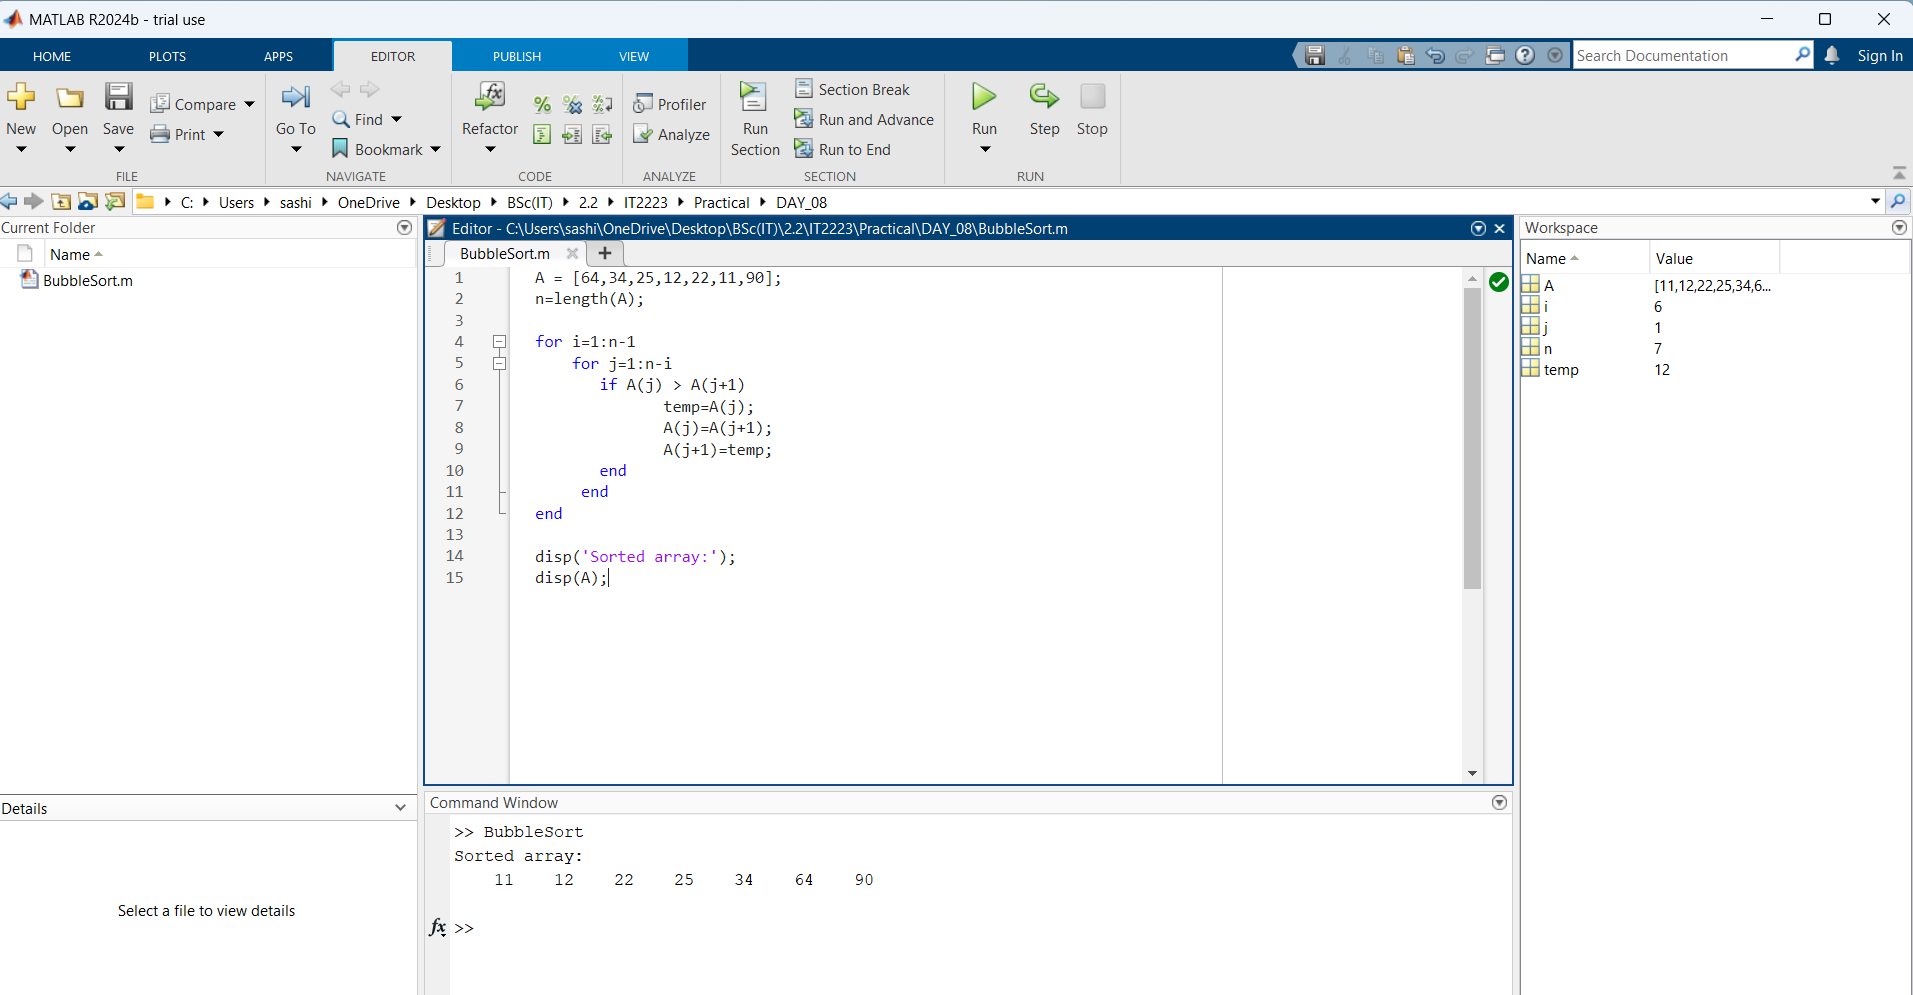 MATLAB R2024b - trial use
HOME PLOTS APPS EDITOR PUBLISH VIEW
Search Documentation
Sign In
New
Open
Save
Compare
Print
FILE
Go To
Find
Bookmark
NAVIGATE
Refactor
CODE
Profiler
Analyze
ANALYZE
Run Section
Section Break
Run and Advance
Run to End
SECTION
Run
Step
Stop
RUN
C: Users sashi OneDrive Desktop BSc(IT) 2.2 IT2223 Practical DAY_08
Current Folder
Name
BubbleSort.m
Details
Select a file to view details
Editor - C:\Users\sashi\OneDrive\Desktop\BSc(IT)\2.2\IT2223\Practical\DAY_08\BubbleSort.m
BubbleSort.m
1 A = [64,34,25,12,22,11,90];
2 n=length(A);
3
4 for i=1:n-1
5 for j=1:n-i
6 if A(j) > A(j+1)
7 temp=A(j);
8 A(j)=A(j+1);
9 A(j+1)=temp;
10 end
11 end
12 end
13
14 disp('Sorted array:');
15 disp(A);
Command Window
>> BubbleSort
Sorted array:
11 12 22 25 34 64 90
fx >>
Workspace
Name Value
A [11,12,22,25,34,6...
i 6
j 1
n 7
temp 12